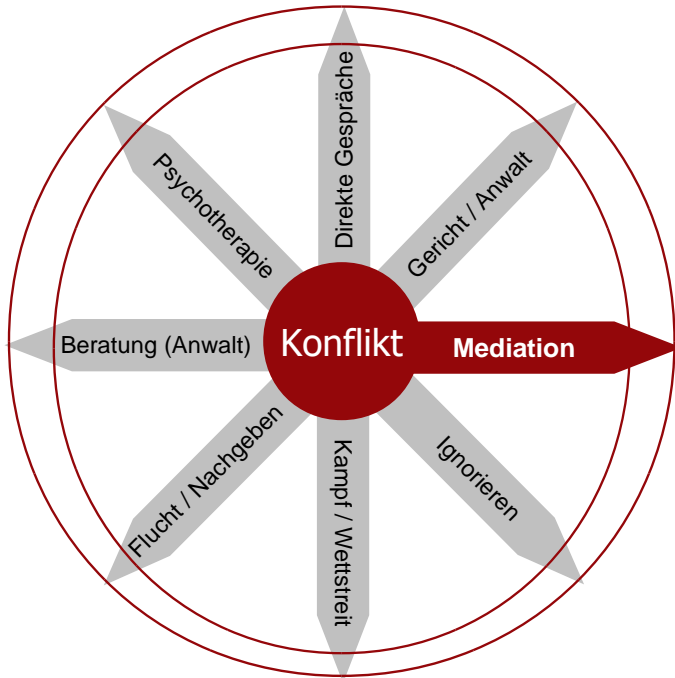 Direkte Gespräche
Psychotherapie
Gericht / Anwalt
Beratung (Anwalt)
Konflikt
Mediation
Flucht / Nachgeben
Kampf / Wettstreit
Ignorieren